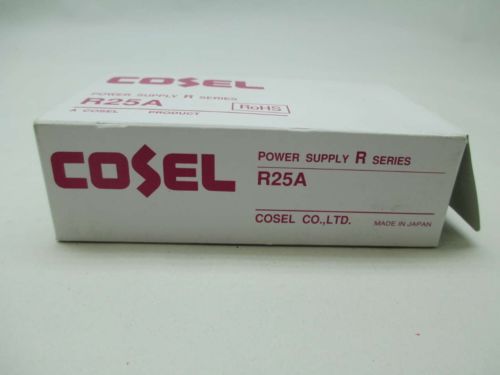 COSEL
POWER SUPPLY R SERIES
R25A
RoHS
A COSEL PRODUCT
COSEL
POWER SUPPLY R SERIES
R25A
COSEL CO.,LTD.
MADE IN JAPAN